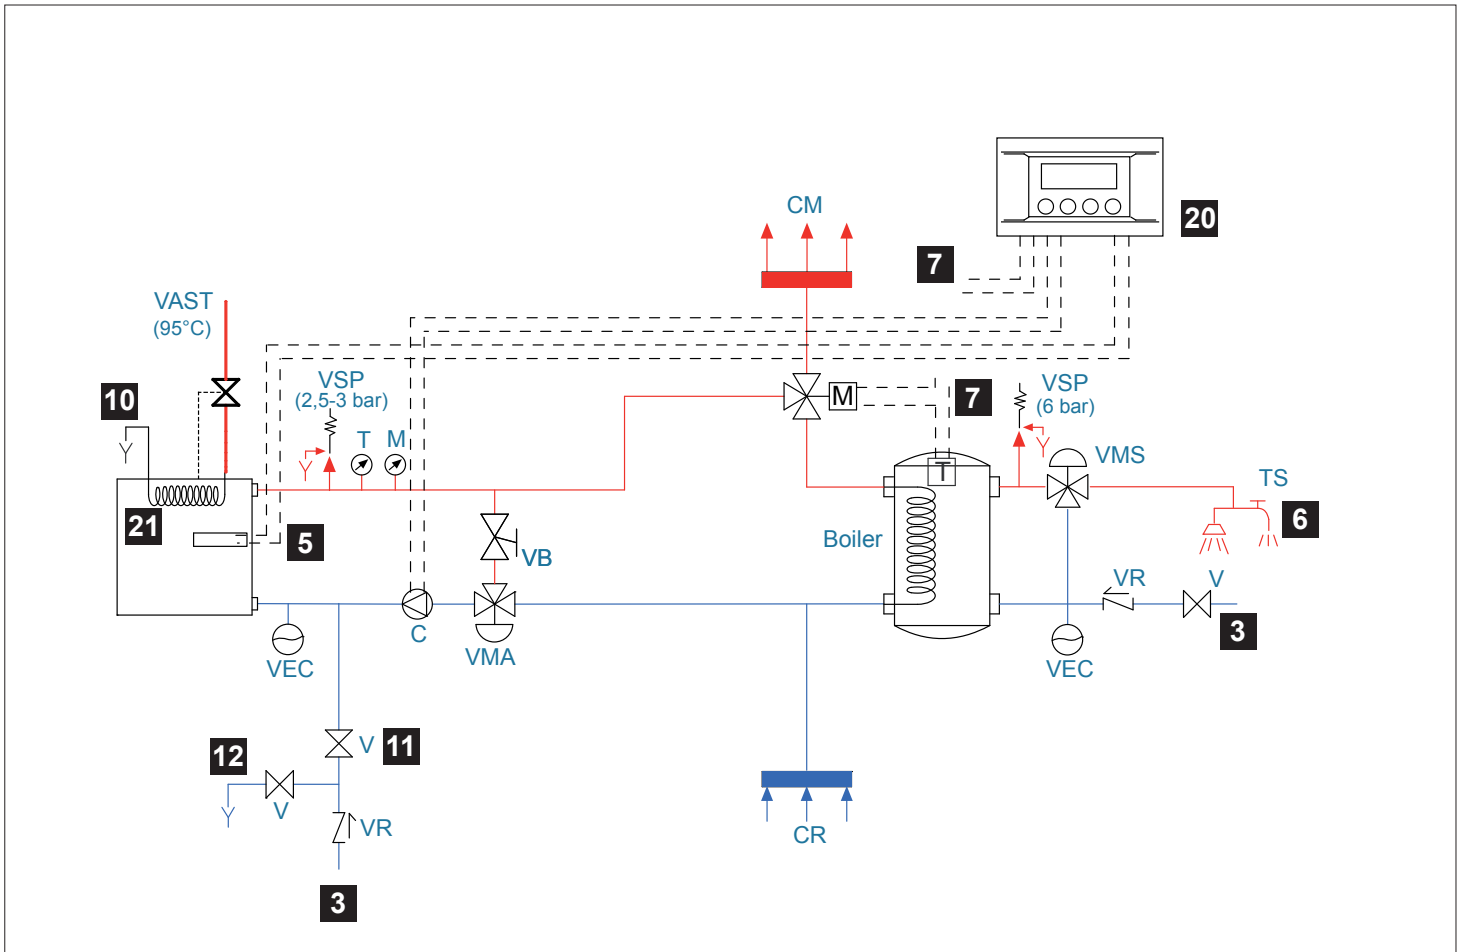 20
CM
7
VAST
(95°C)
VSP
(2,5-3 bar)
10
M
7
VSP
(6 bar)
T
M
VMS
T
TS
21
6
5
Boiler
VB
VR
V
C
3
VEC
VMA
VEC
V
11
12
V
VR
CR
3